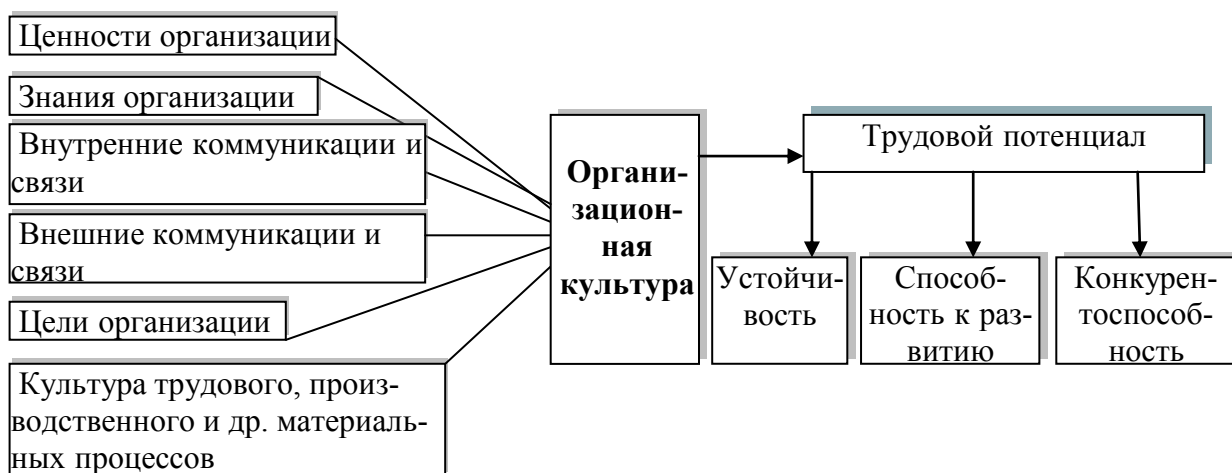 Ценности организации
Знания организации
Внутренние коммуникации и
связи
Внешние коммуникации и
связи
Цели организации
Культура трудового, произ-
водственного и др. материаль-
ных процессов
Органи-
зацион-
ная
культура
Трудовой потенциал
Устойчи-
вость
Способ-
ность к раз-
витию
Конкурен-
тоспособ-
ность